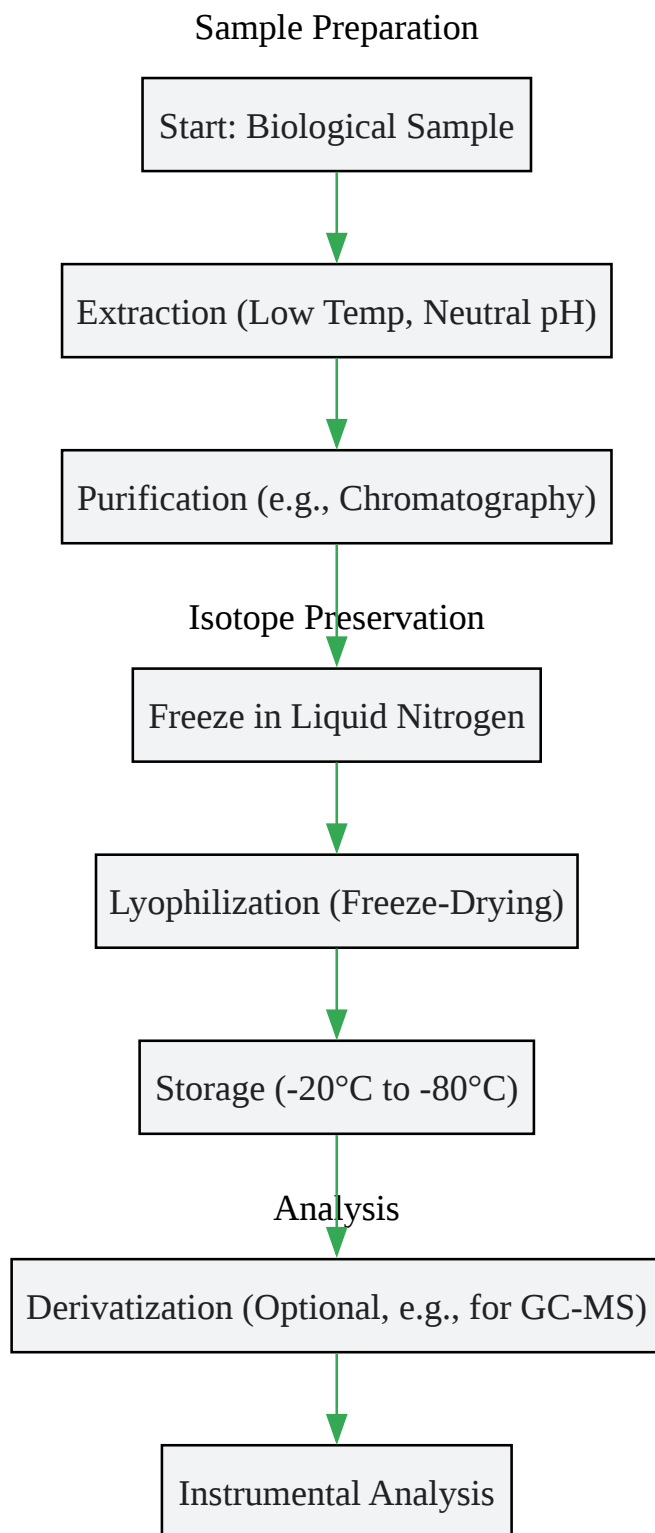 Sample Preparation
Start: Biological Sample
Extraction (Low Temp, Neutral pH)
Purification (e.g., Chromatography)
Isotope Preservation
Freeze in Liquid Nitrogen
Lyophilization (Freeze-Drying)
Storage (-20°C to -80°C)
Analysis
Derivatization (Optional, e.g., for GC-MS)
Instrumental Analysis